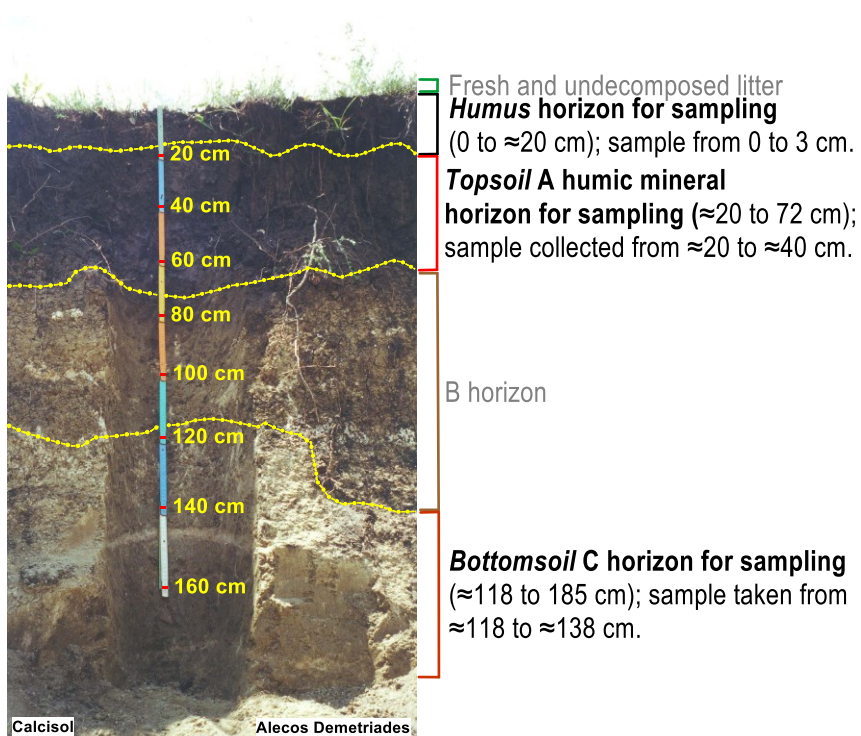 Fresh and undecomposed litter
Humus horizon for sampling
(0 to ≈20 cm); sample from 0 to 3 cm.
20 cm
Topsoil A humic mineral
horizon for sampling (≈20 to 72 cm);
sample collected from ≈20 to ≈40 cm.
40 cm
60 cm
80 cm
100 cm
B horizon
120 cm
140 cm
Bottomsoil C horizon for sampling
(≈118 to 185 cm); sample taken from
≈118 to ≈138 cm.
160 cm
Calcisol
Alecos Demetriades